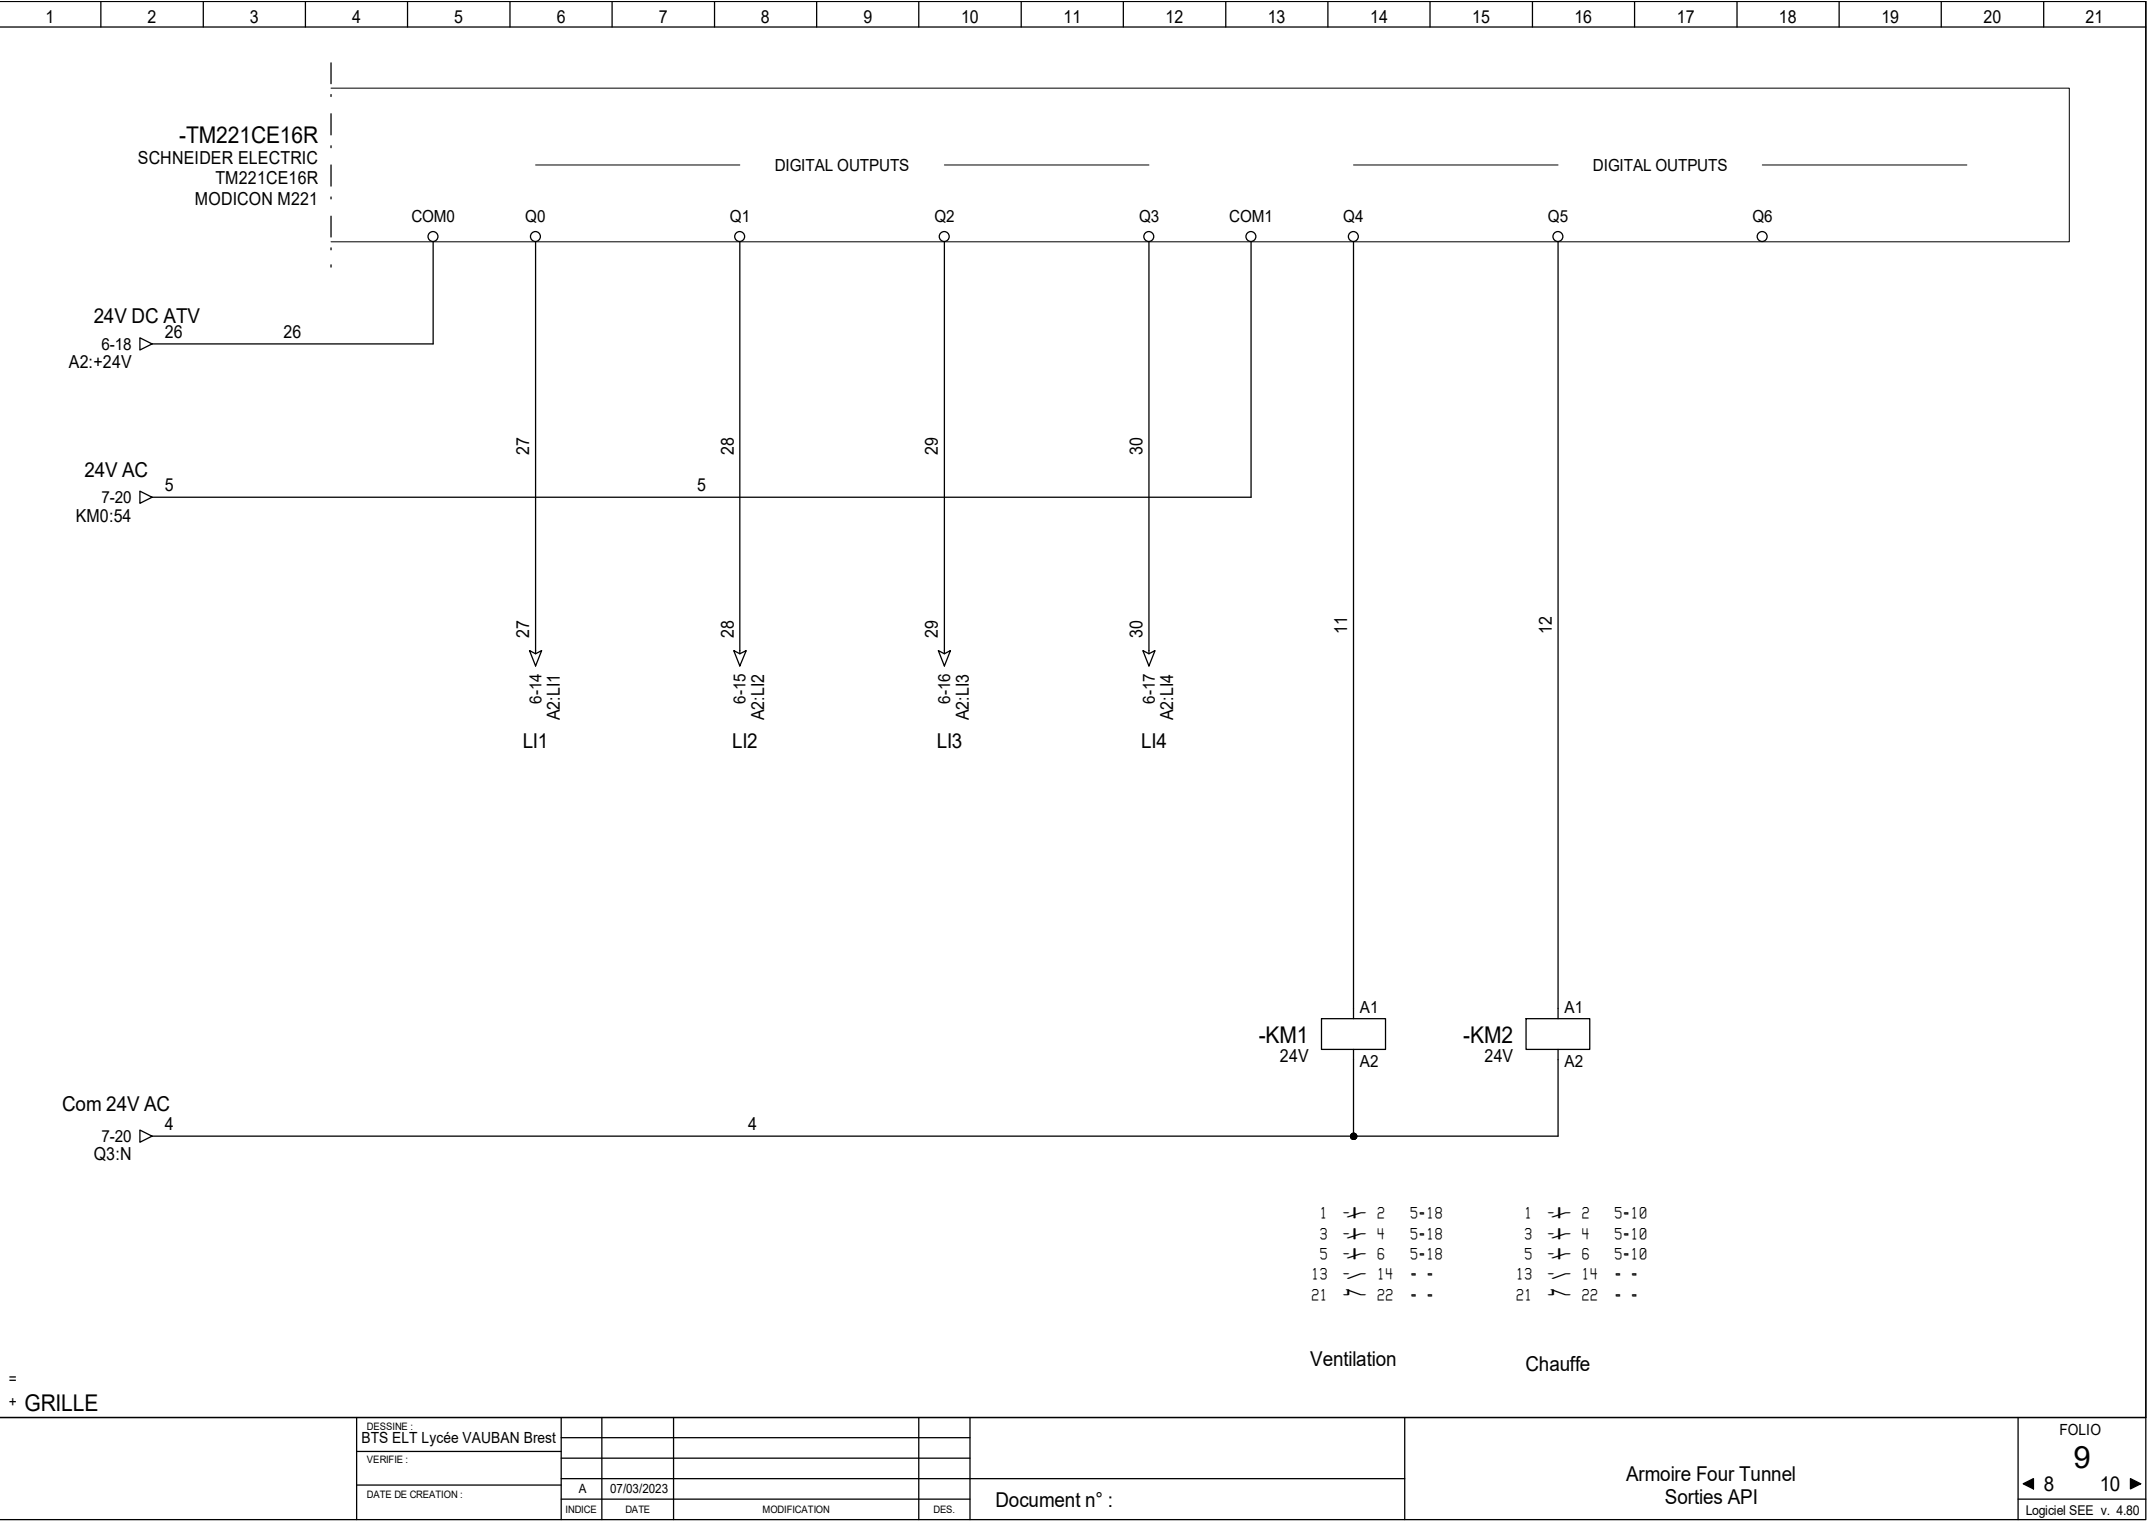 1 2 3 4 5 6 7 8 9 10 11 12 13 14 15 16 17 18 19 20 21
-TM221CE16R
SCHNEIDER ELECTRIC
TM221CE16R
MODICON M221
DIGITAL OUTPUTS DIGITAL OUTPUTS
COM0 Q0 Q1 Q2 Q3 COM1 Q4 Q5 Q6
24V DC ATV
26 26
6-18
A2:+24V
27 28 29 30
24V AC
5 5
7-20
KM0:54
27 28 29 30 11 12
6-14 6-15 6-16 6-17
A2:LI1 A2:LI2 A2:LI3 A2:LI4
LI1 LI2 LI3 LI4
A1 A1
-KM1 -KM2
24V 24V
A2 A2
Com 24V AC
4 4
7-20
Q3:N
1 2 5-18 1 2 5-10
3 4 5-18 3 4 5-10
5 6 5-18 5 6 5-10
13 14 - - 13 14 - -
21 22 - - 21 22 - -
Ventilation Chauffe
=
+ GRILLE
DESSINE :
BTS ELT Lycée VAUBAN Brest
VERIFIE :
DATE DE CREATION :
A 07/03/2023
INDICE DATE MODIFICATION DES.
Document n° :
Armoire Four Tunnel
Sorties API
FOLIO
9
8 10
Logiciel SEE v. 4.80